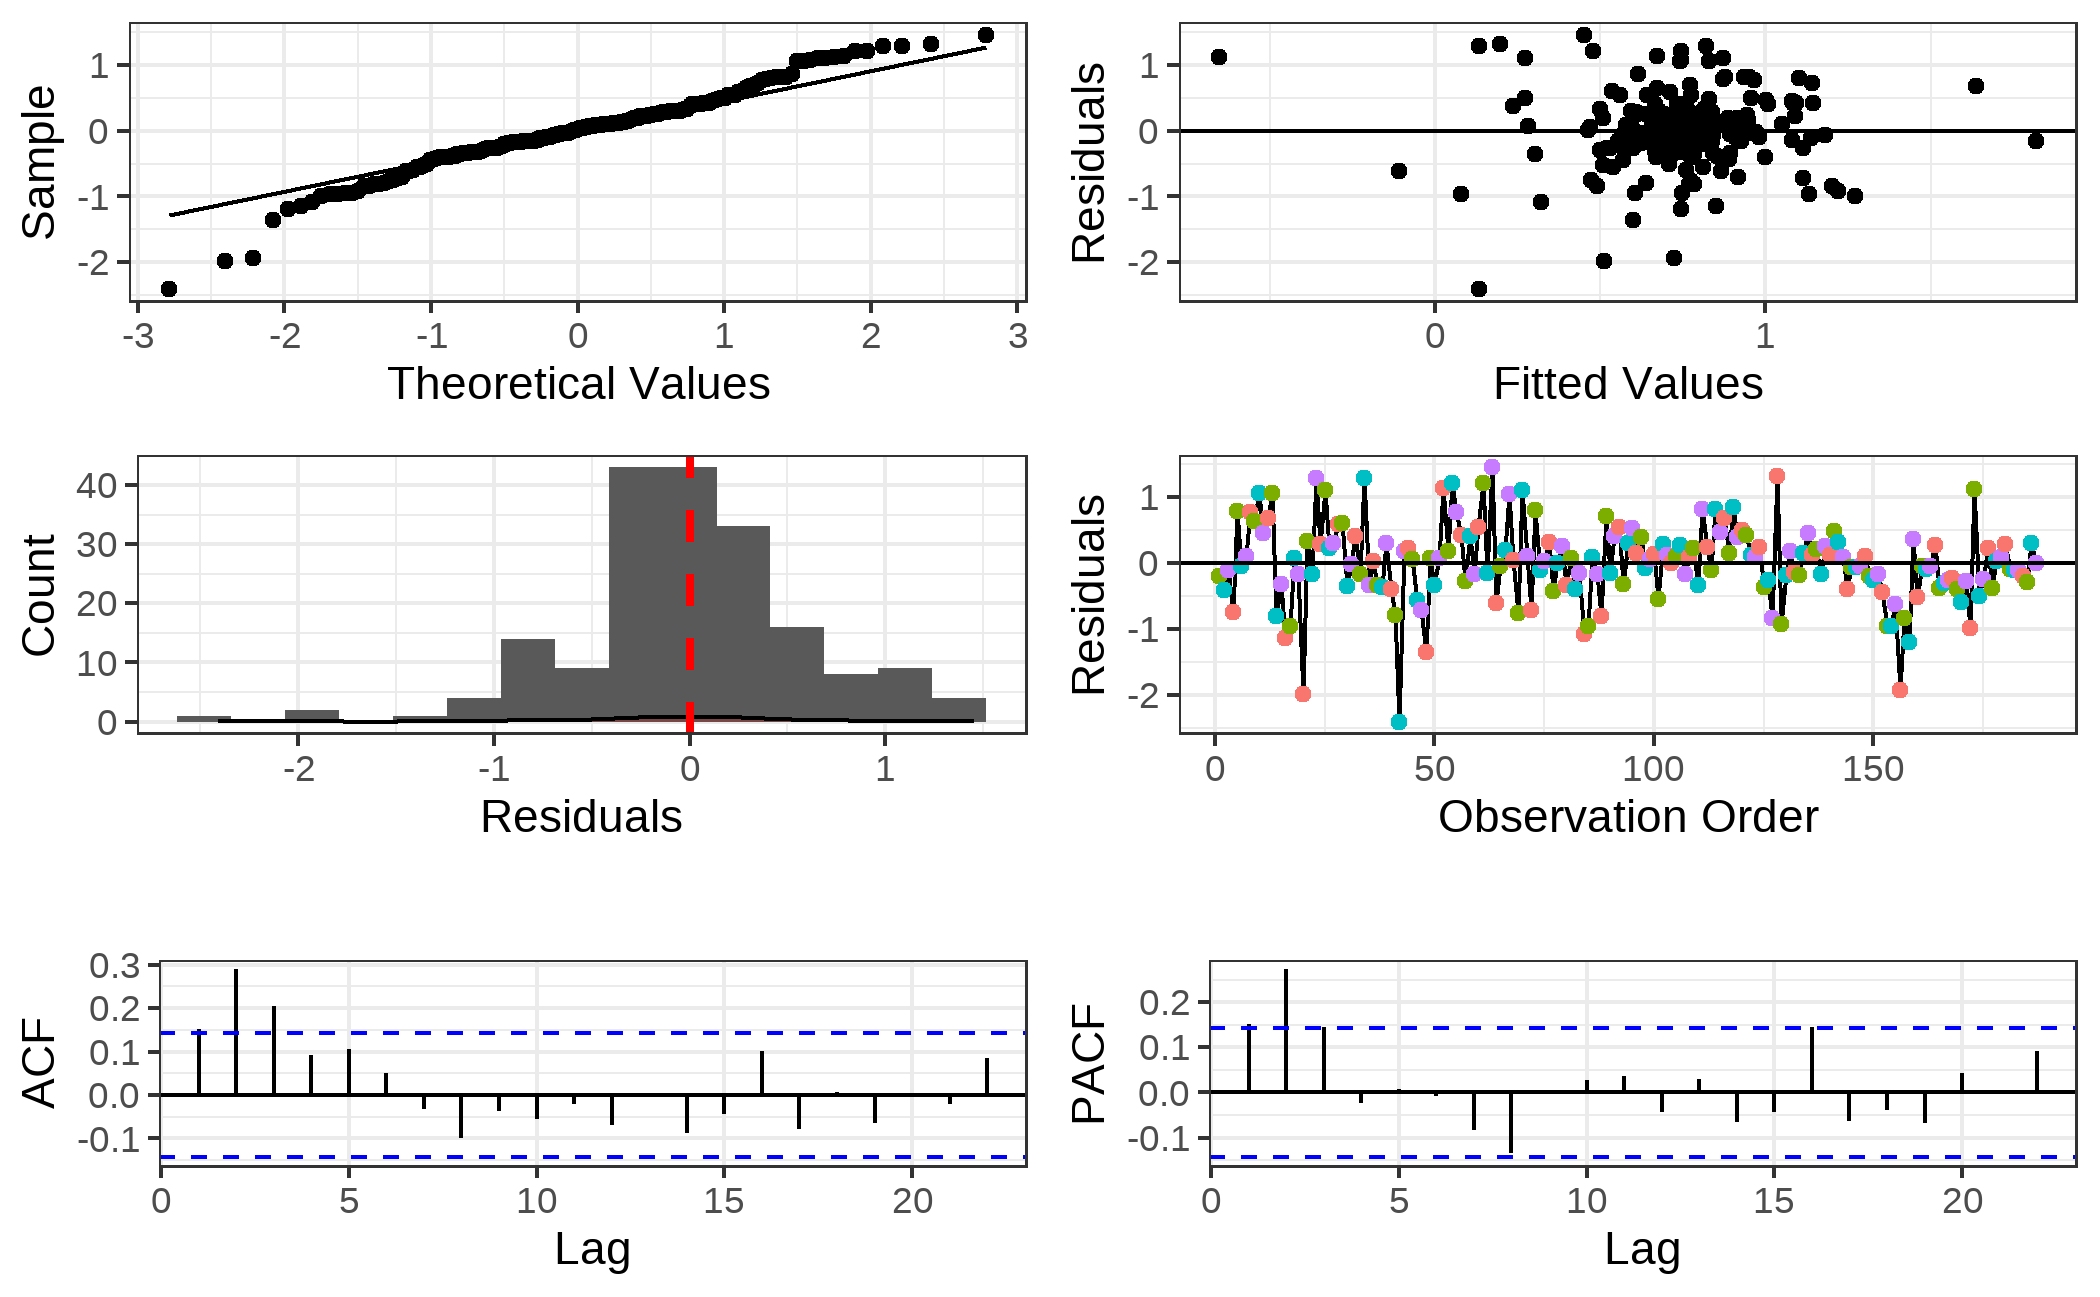 Sample
1
0
-1
-2
-3 -2 -1 0 1 2 3
Theoretical Values
Residuals
1
0
-1
-2
0 1
Fitted Values
Count
40
30
20
10
0
-2 -1 0 1
Residuals
Residuals
1
0
-1
-2
0 50 100 150
Observation Order
ACF
0.3
0.2
0.1
0.0
-0.1
0 5 10 15 20
Lag
PACF
0.2
0.1
0.0
-0.1
0 5 10 15 20
Lag